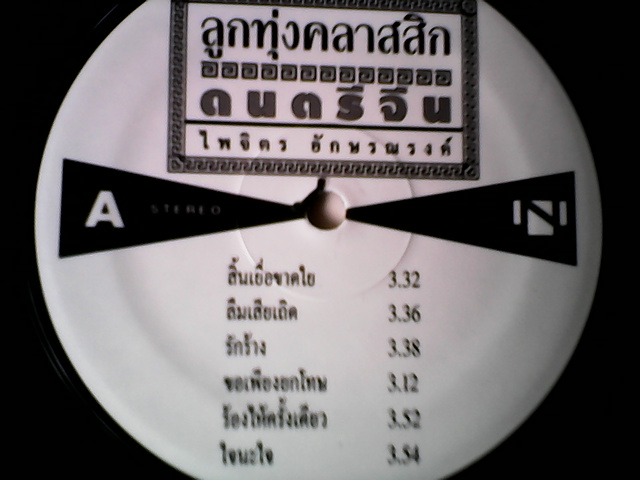 ลูกทุ่งคลาสสิก
ดนตรีจีน
ไพจิตร อักษรณรงค์
A STEREO
สิ้นเยื่อขาดใย 3.32
ลืมเสียเถิด 3.36
รักร้าง 3.38
ขอเพียงยกโทษ 3.12
ร้องไห้ครั้งเดียว 3.52
ใจนะใจ 3.54